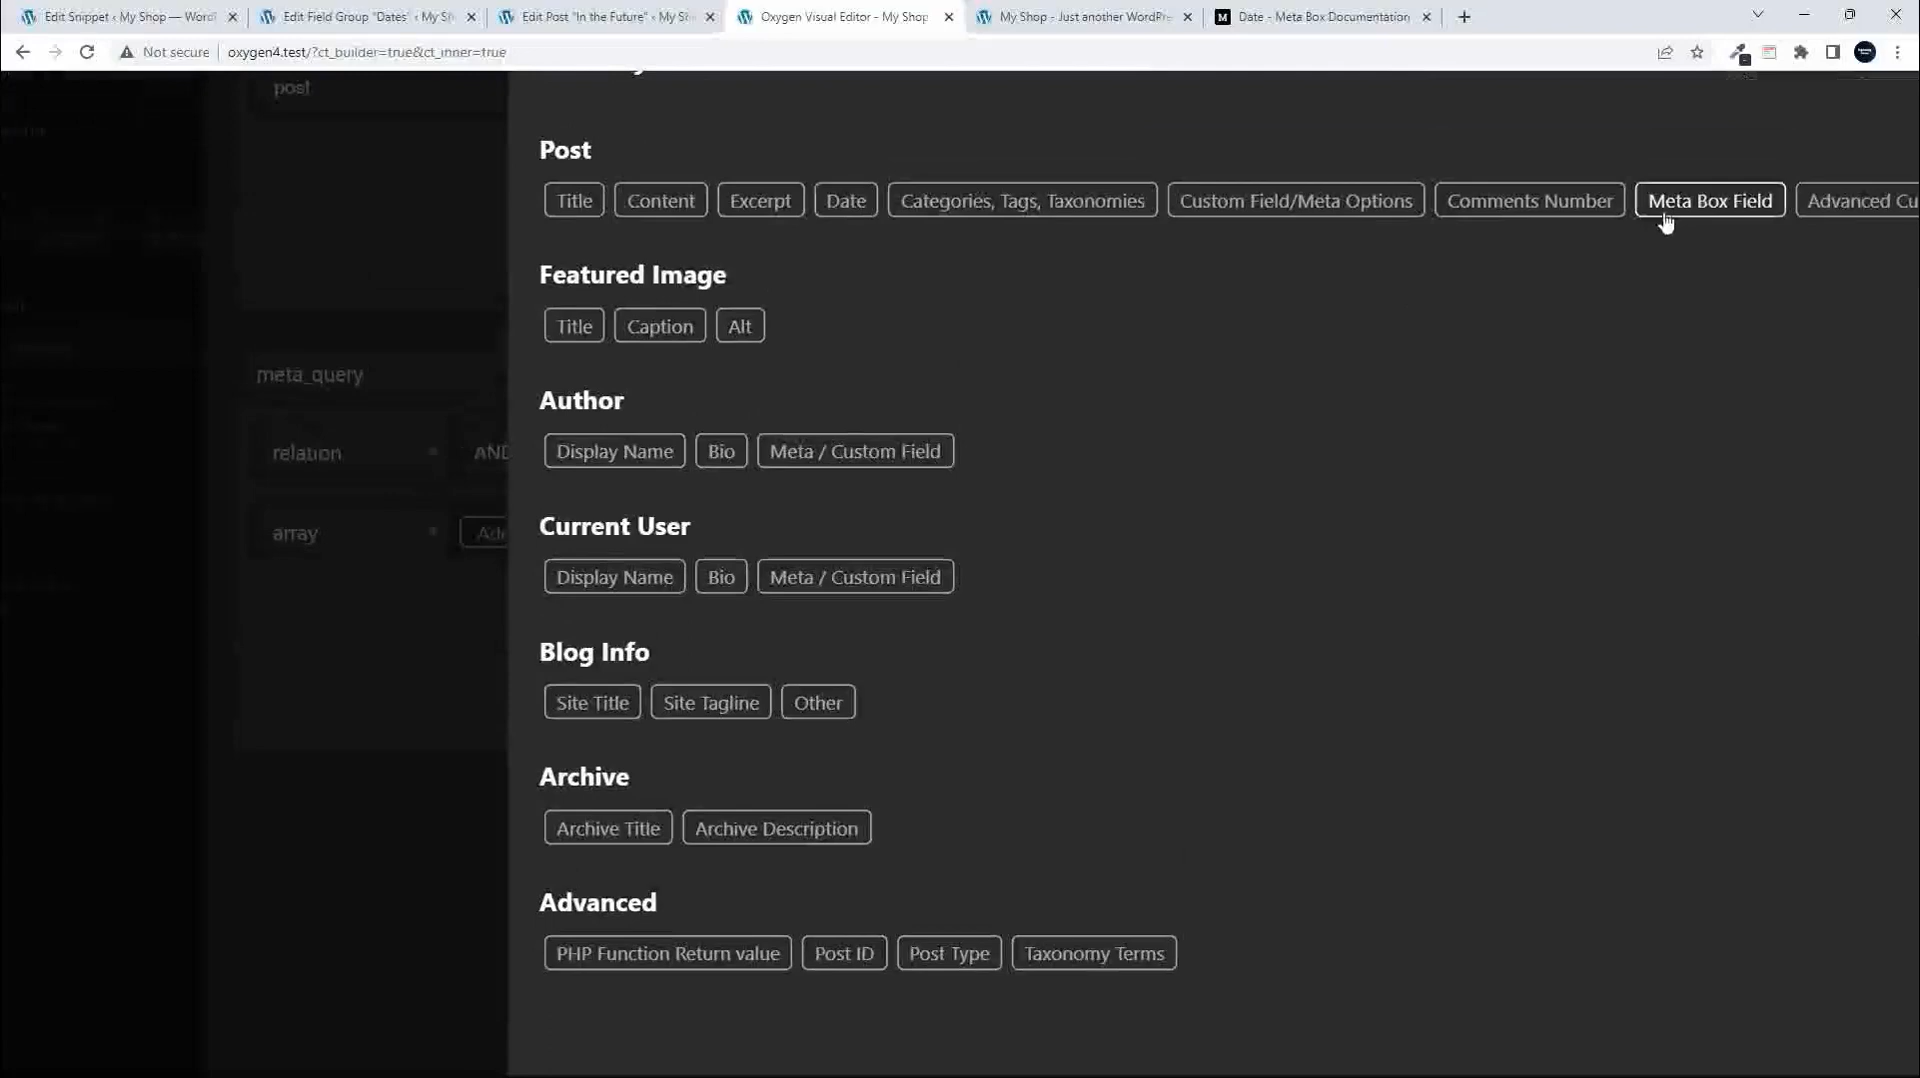 Edit Snippet ‹ My Shop — Word
Edit Field Group "Dates" ‹ My Sh
Edit Post "In the Future" ‹ My Sh
Oxygen Visual Editor - My Shop
My Shop - Just another WordPre
Date - Meta Box Documentation
Not secure
oxygen4.test/?ct_builder=true&ct_inner=true
post
Post
Title
Content
Excerpt
Date
Categories, Tags, Taxonomies
Custom Field/Meta Options
Comments Number
Meta Box Field
Advanced Cu
Featured Image
Title
Caption
Alt
meta_query
Author
relation
AND
Display Name
Bio
Meta / Custom Field
Current User
array
Add
Display Name
Bio
Meta / Custom Field
Blog Info
Site Title
Site Tagline
Other
Archive
Archive Title
Archive Description
Advanced
PHP Function Return value
Post ID
Post Type
Taxonomy Terms